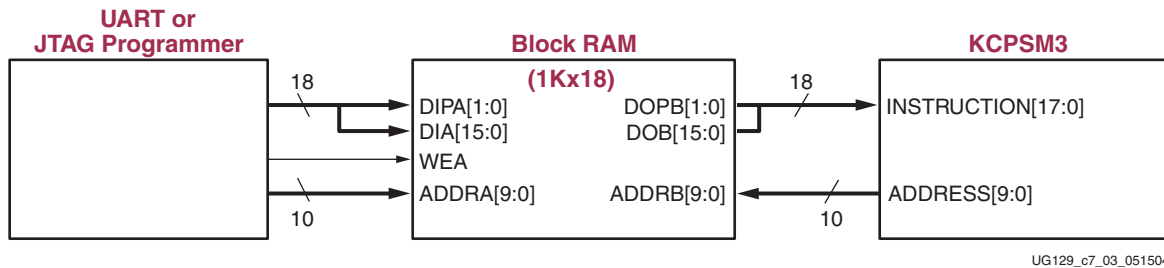 UART or
JTAG Programmer
Block RAM
(1Kx18)
KCPSM3
18
DIPA[1:0]
DIA[15:0]
WEA
ADDRA[9:0]
10
DOPB[1:0]
DOB[15:0]
ADDRB[9:0]
18
10
INSTRUCTION[17:0]
ADDRESS[9:0]
UG129_c7_03_051504